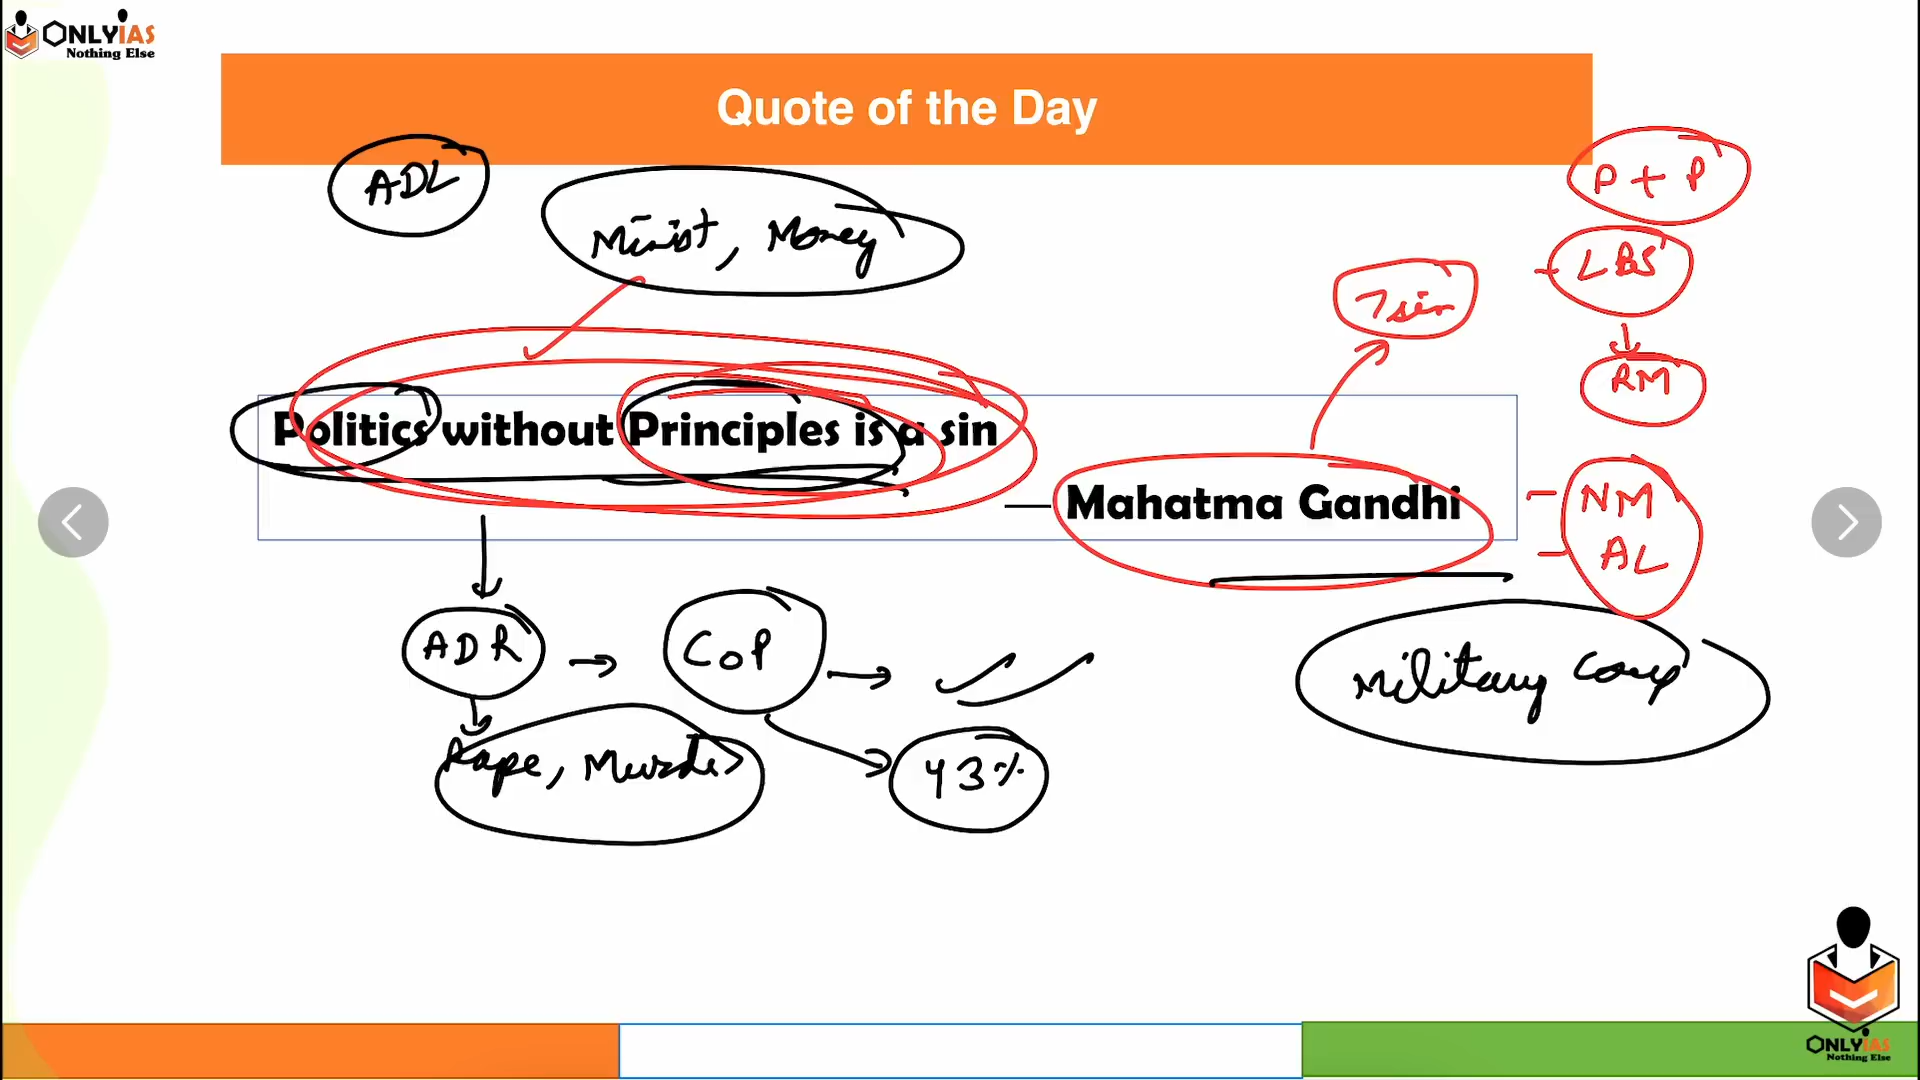 ONLYIAS
Nothing Else
Quote of the Day
ADL
Minist, Money
P + P
LBS
RM
7 sin
Politics without Principles is a sin
— Mahatma Gandhi
NM
AL
ADR → CoP →
Military Coup
Rape, Murder
43%
ONLYIAS
Nothing Else